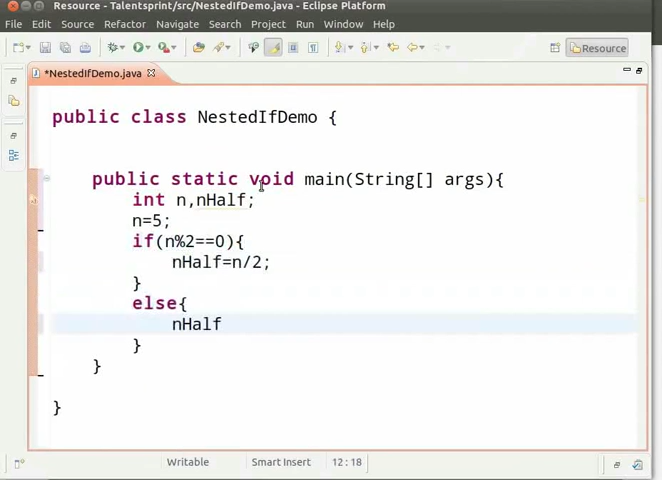 Resource - Talentsprint/src/NestedIfDemo.java - Eclipse Platform
File Edit Source Refactor Navigate Search Project Run Window Help
Resource
*NestedIfDemo.java
public class NestedIfDemo {
public static void main(String[] args){
int n,nHalf;
n=5;
if(n%2==0){
nHalf=n/2;
}
else{
nHalf
}
}
}
Writable Smart Insert 12:18